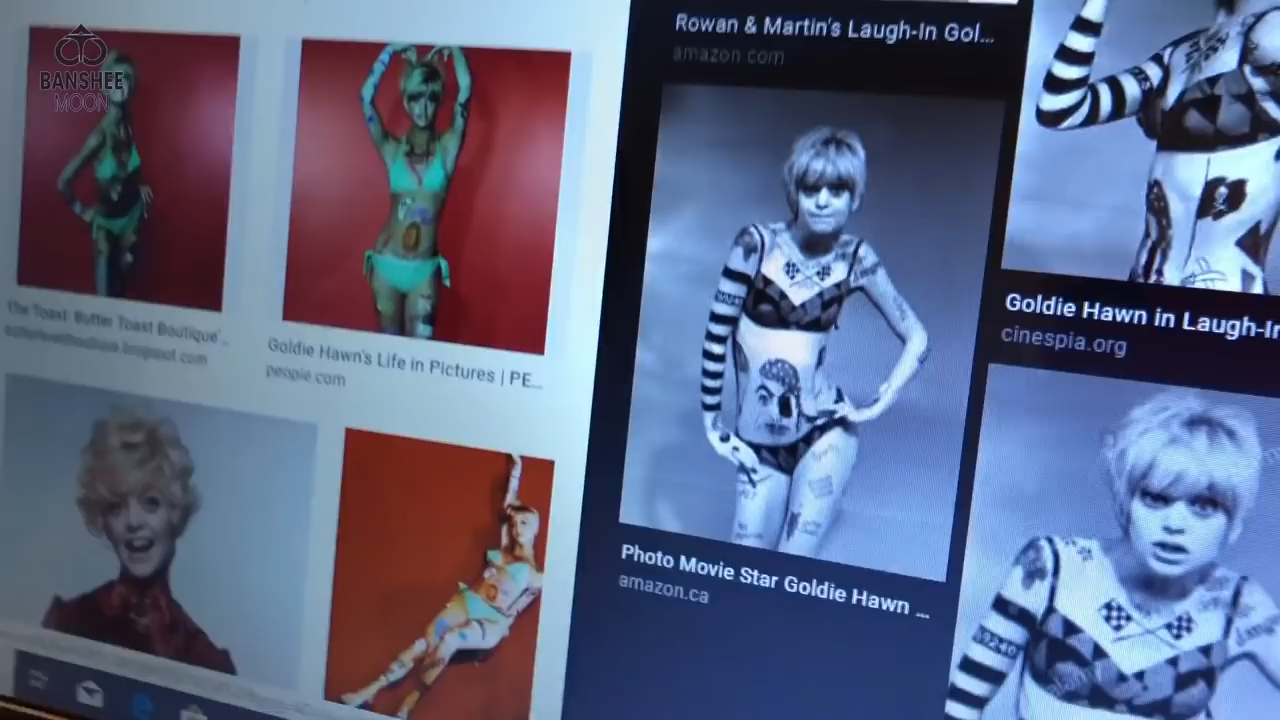 BANSHEE
MOON
The Toast: Butter Toast Boutique'...
Goldie Hawn's Life in Pictures | PE...
people.com
Rowan & Martin's Laugh-In Gol...
amazon.com
Photo Movie Star Goldie Hawn ...
amazon.ca
Goldie Hawn in Laugh-In
cinespia.org